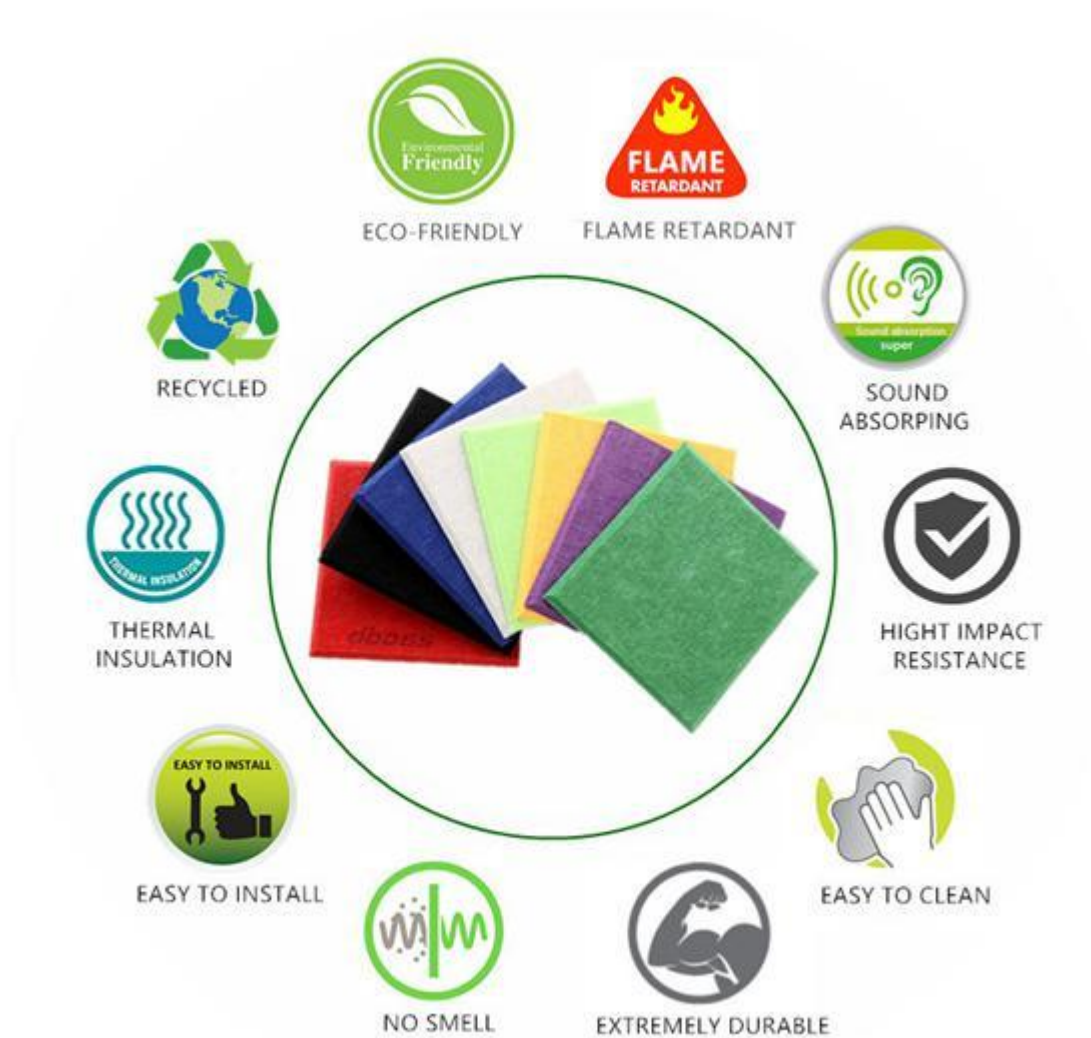 Environmental
Friendly
ECO-FRIENDLY
FLAME
RETARDANT
FLAME RETARDANT
RECYCLED
Sound absorption
super
SOUND
ABSORPING
THERMAL INSULATION
THERMAL
INSULATION
HIGHT IMPACT
RESISTANCE
EASY TO INSTALL
EASY TO INSTALL
EASY TO CLEAN
NO SMELL
EXTREMELY DURABLE